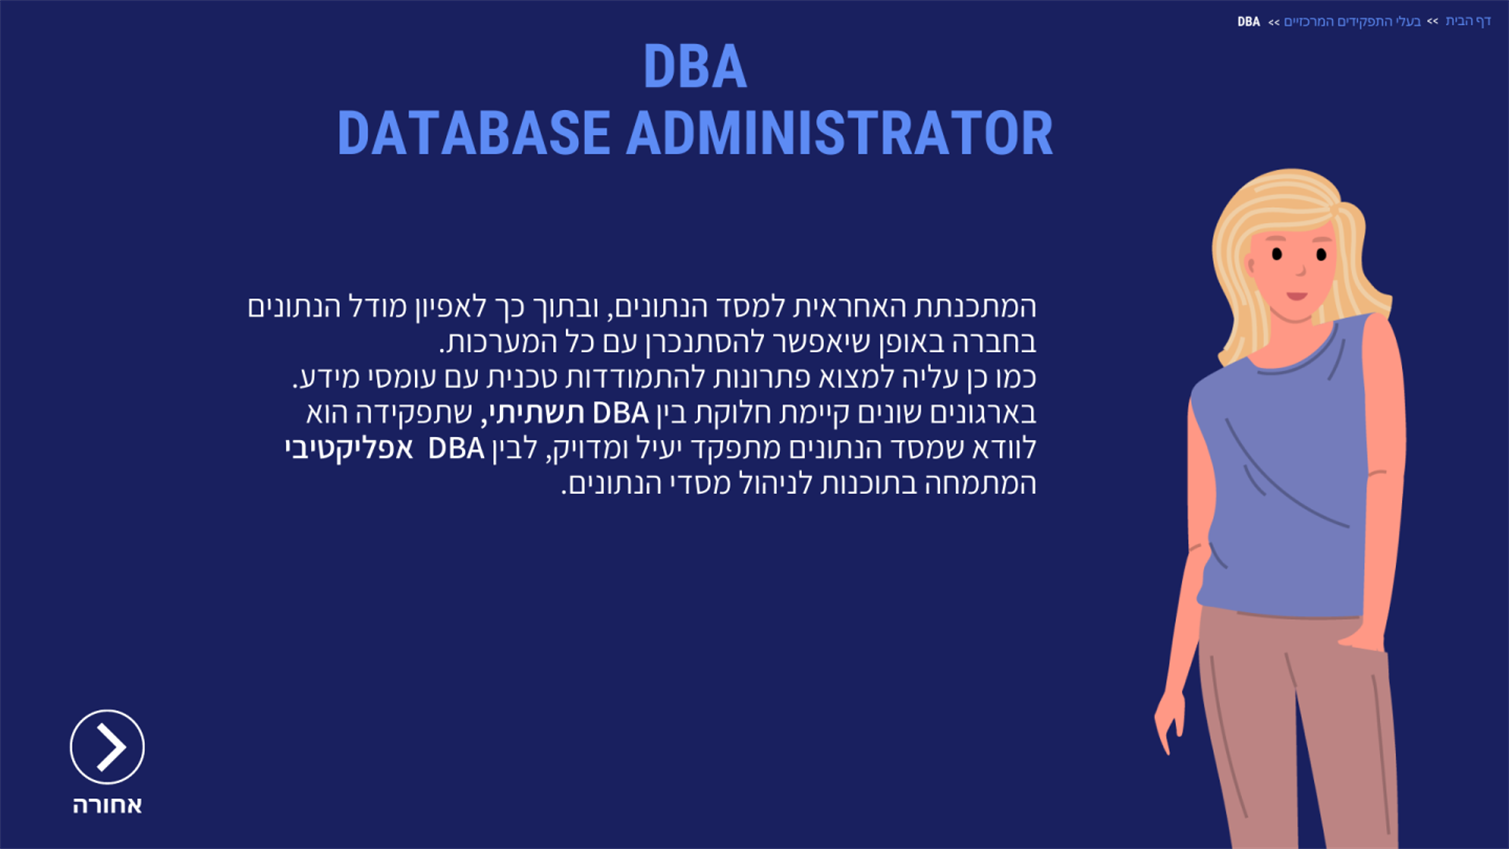 דף הבית >> בעלי התפקידים המרכזיים >> DBA
DBA
DATABASE ADMINISTRATOR
המתכנתת האחראית למסד הנתונים, ובתוך כך לאפיון מודל הנתונים
בחברה באופן שיאפשר להסתנכרן עם כל המערכות.
כמו כן עליה למצוא פתרונות להתמודדות טכנית עם עומסי מידע.
בארגונים שונים קיימת חלוקת בין DBA תשתיתי, שתפקידה הוא
לוודא שמסד הנתונים מתפקד יעיל ומדויק, לבין DBA אפליקטיבי
המתמחה בתוכנות לניהול מסדי הנתונים.
אחורה